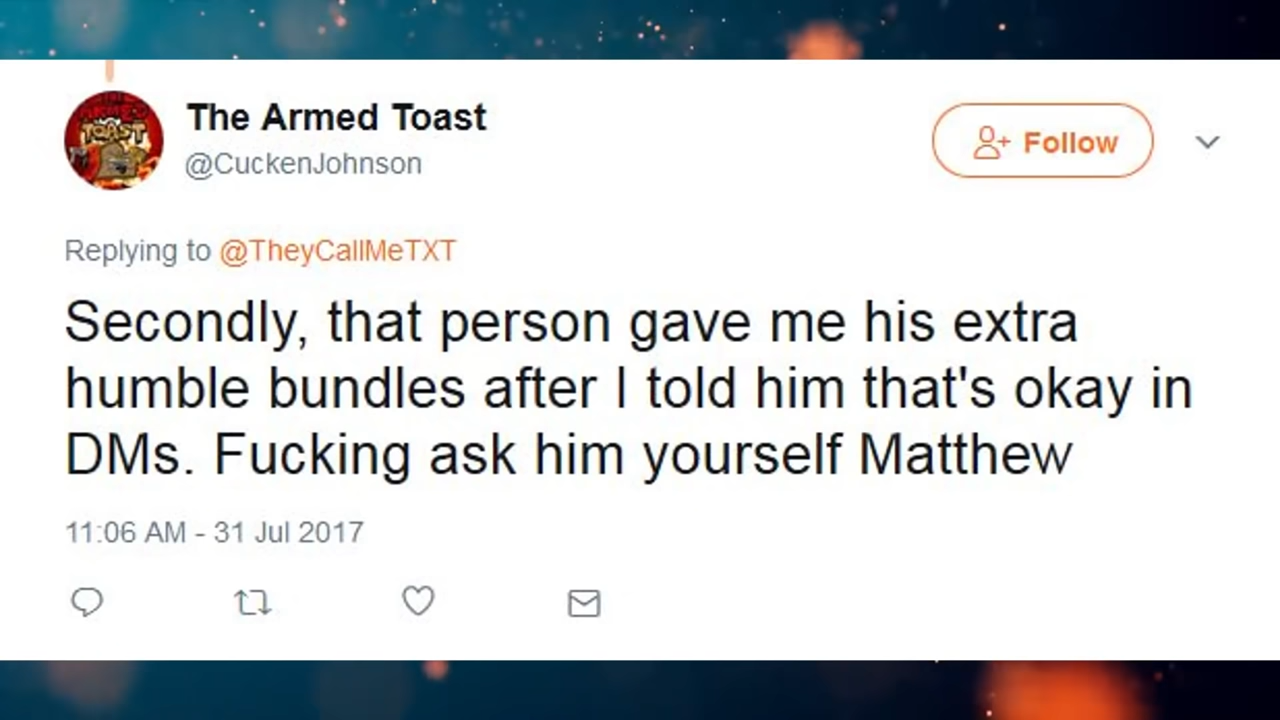 The Armed Toast
@CuckenJohnson
Follow
Replying to @TheyCallMeTXT
Secondly, that person gave me his extra
humble bundles after I told him that's okay in
DMs. Fucking ask him yourself Matthew
11:06 AM - 31 Jul 2017